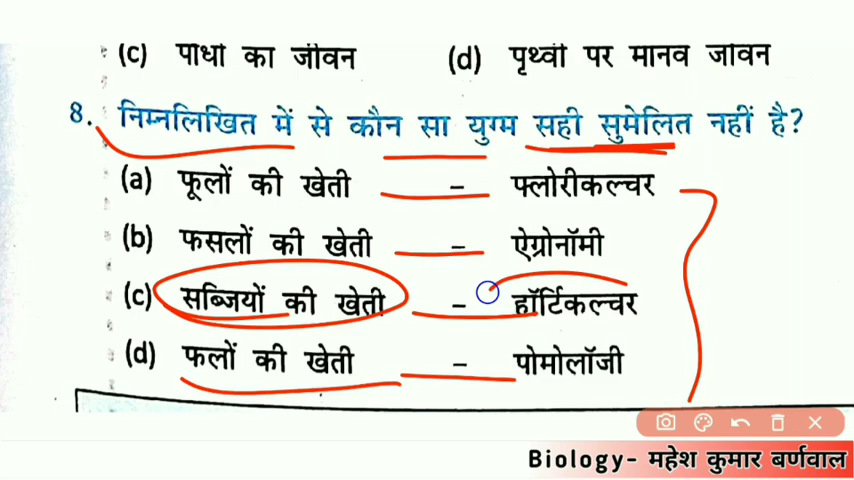 (c) पौधों का जीवन (d) पृथ्वी पर मानव जीवन
8. निम्नलिखित में से कौन सा युग्म सही सुमेलित नहीं है?
(a) फूलों की खेती – फ्लोरीकल्चर
(b) फसलों की खेती – ऐग्रोनॉमी
(c) सब्जियों की खेती – हॉर्टिकल्चर
(d) फलों की खेती – पोमोलॉजी
Biology- महेश कुमार बर्णवाल